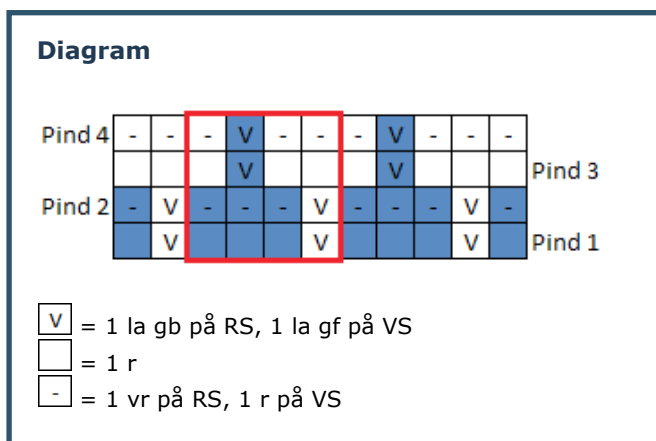 Diagram
Pind 4 - - - V - - - V - - -
V V Pind 3
Pind 2 - V - - - V - - - V -
V V V Pind 1
V = 1 la gb på RS, 1 la gf på VS
= 1 r
- = 1 vr på RS, 1 r på VS